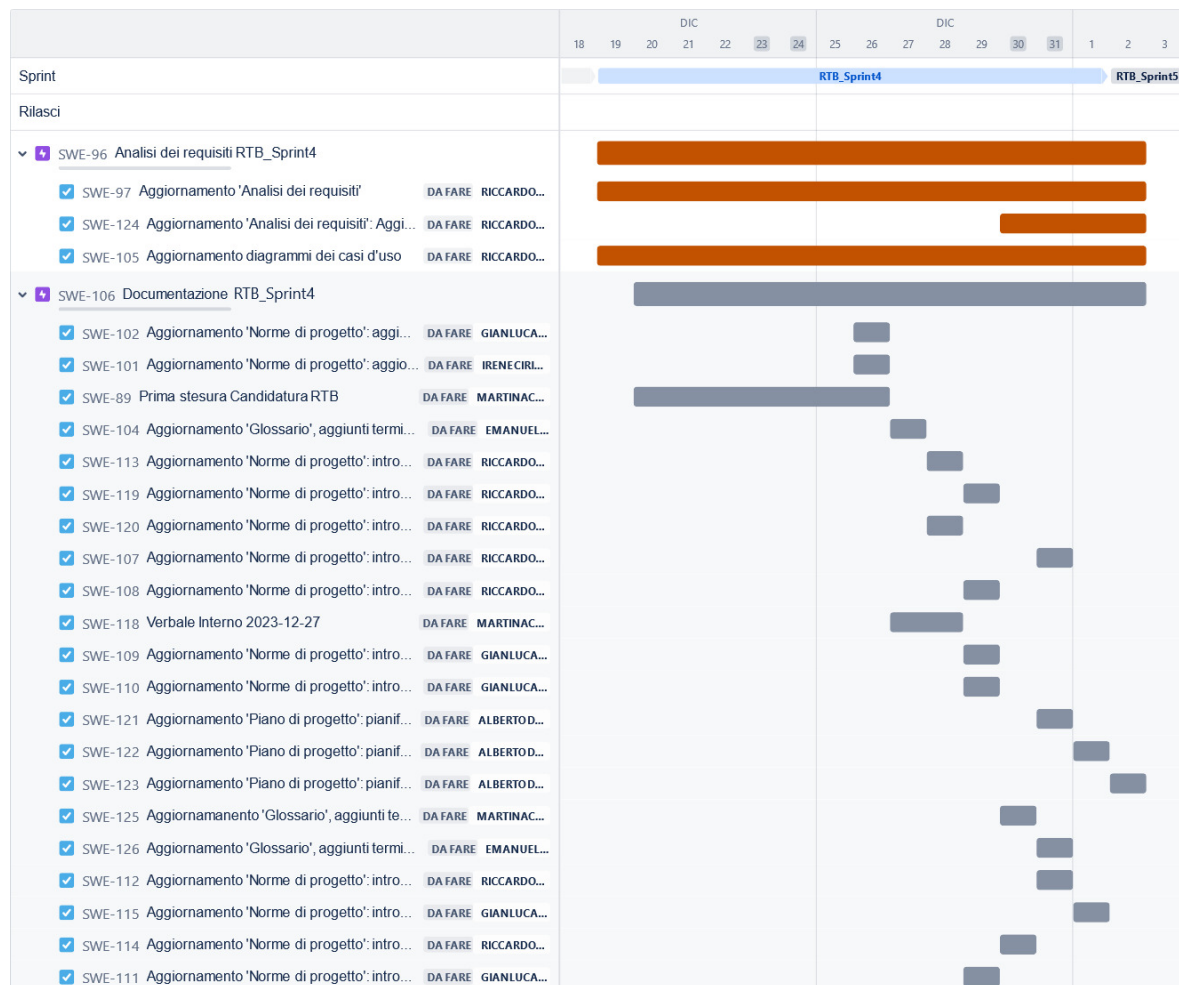 DIC DIC
18 19 20 21 22 23 24 25 26 27 28 29 30 31 1 2 3
Sprint RTB_Sprint4 RTB_Sprint5
Rilasci
SWE-96 Analisi dei requisiti RTB_Sprint4
SWE-97 Aggiornamento 'Analisi dei requisiti' DA FARE RICCARDO...
SWE-124 Aggiornamento 'Analisi dei requisiti': Aggi... DA FARE RICCARDO...
SWE-105 Aggiornamento diagrammi dei casi d'uso DA FARE RICCARDO...
SWE-106 Documentazione RTB_Sprint4
SWE-102 Aggiornamento 'Norme di progetto': aggi... DA FARE GIANLUCA...
SWE-101 Aggiornamento 'Norme di progetto': aggio... DA FARE IRENECIRI...
SWE-89 Prima stesura Candidatura RTB DA FARE MARTINAC...
SWE-104 Aggiornamento 'Glossario', aggiunti termi... DA FARE EMANUEL...
SWE-113 Aggiornamento 'Norme di progetto': intro... DA FARE RICCARDO...
SWE-119 Aggiornamento 'Norme di progetto': intro... DA FARE RICCARDO...
SWE-120 Aggiornamento 'Norme di progetto': intro... DA FARE RICCARDO...
SWE-107 Aggiornamento 'Norme di progetto': intro... DA FARE RICCARDO...
SWE-108 Aggiornamento 'Norme di progetto': intro... DA FARE RICCARDO...
SWE-118 Verbale Interno 2023-12-27 DA FARE MARTINAC...
SWE-109 Aggiornamento 'Norme di progetto': intro... DA FARE GIANLUCA...
SWE-110 Aggiornamento 'Norme di progetto': intro... DA FARE GIANLUCA...
SWE-121 Aggiornamento 'Piano di progetto': pianif... DA FARE ALBERTOD...
SWE-122 Aggiornamento 'Piano di progetto': pianif... DA FARE ALBERTOD...
SWE-123 Aggiornamento 'Piano di progetto': pianif... DA FARE ALBERTOD...
SWE-125 Aggiornamanento 'Glossario', aggiunti te... DA FARE MARTINAC...
SWE-126 Aggiornamento 'Glossario', aggiunti termi... DA FARE EMANUEL...
SWE-112 Aggiornamento 'Norme di progetto': intro... DA FARE RICCARDO...
SWE-115 Aggiornamento 'Norme di progetto': intro... DA FARE GIANLUCA...
SWE-114 Aggiornamento 'Norme di progetto': intro... DA FARE RICCARDO...
SWE-111 Aggiornamento 'Norme di progetto': intro... DA FARE GIANLUCA...